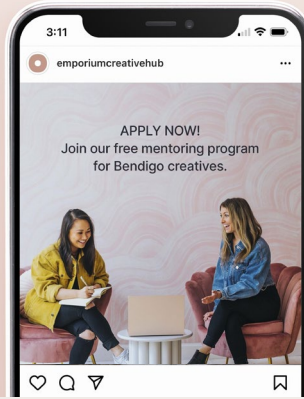 3:11
emporiumcreativehub
APPLY NOW!
Join our free mentoring program
for Bendigo creatives.